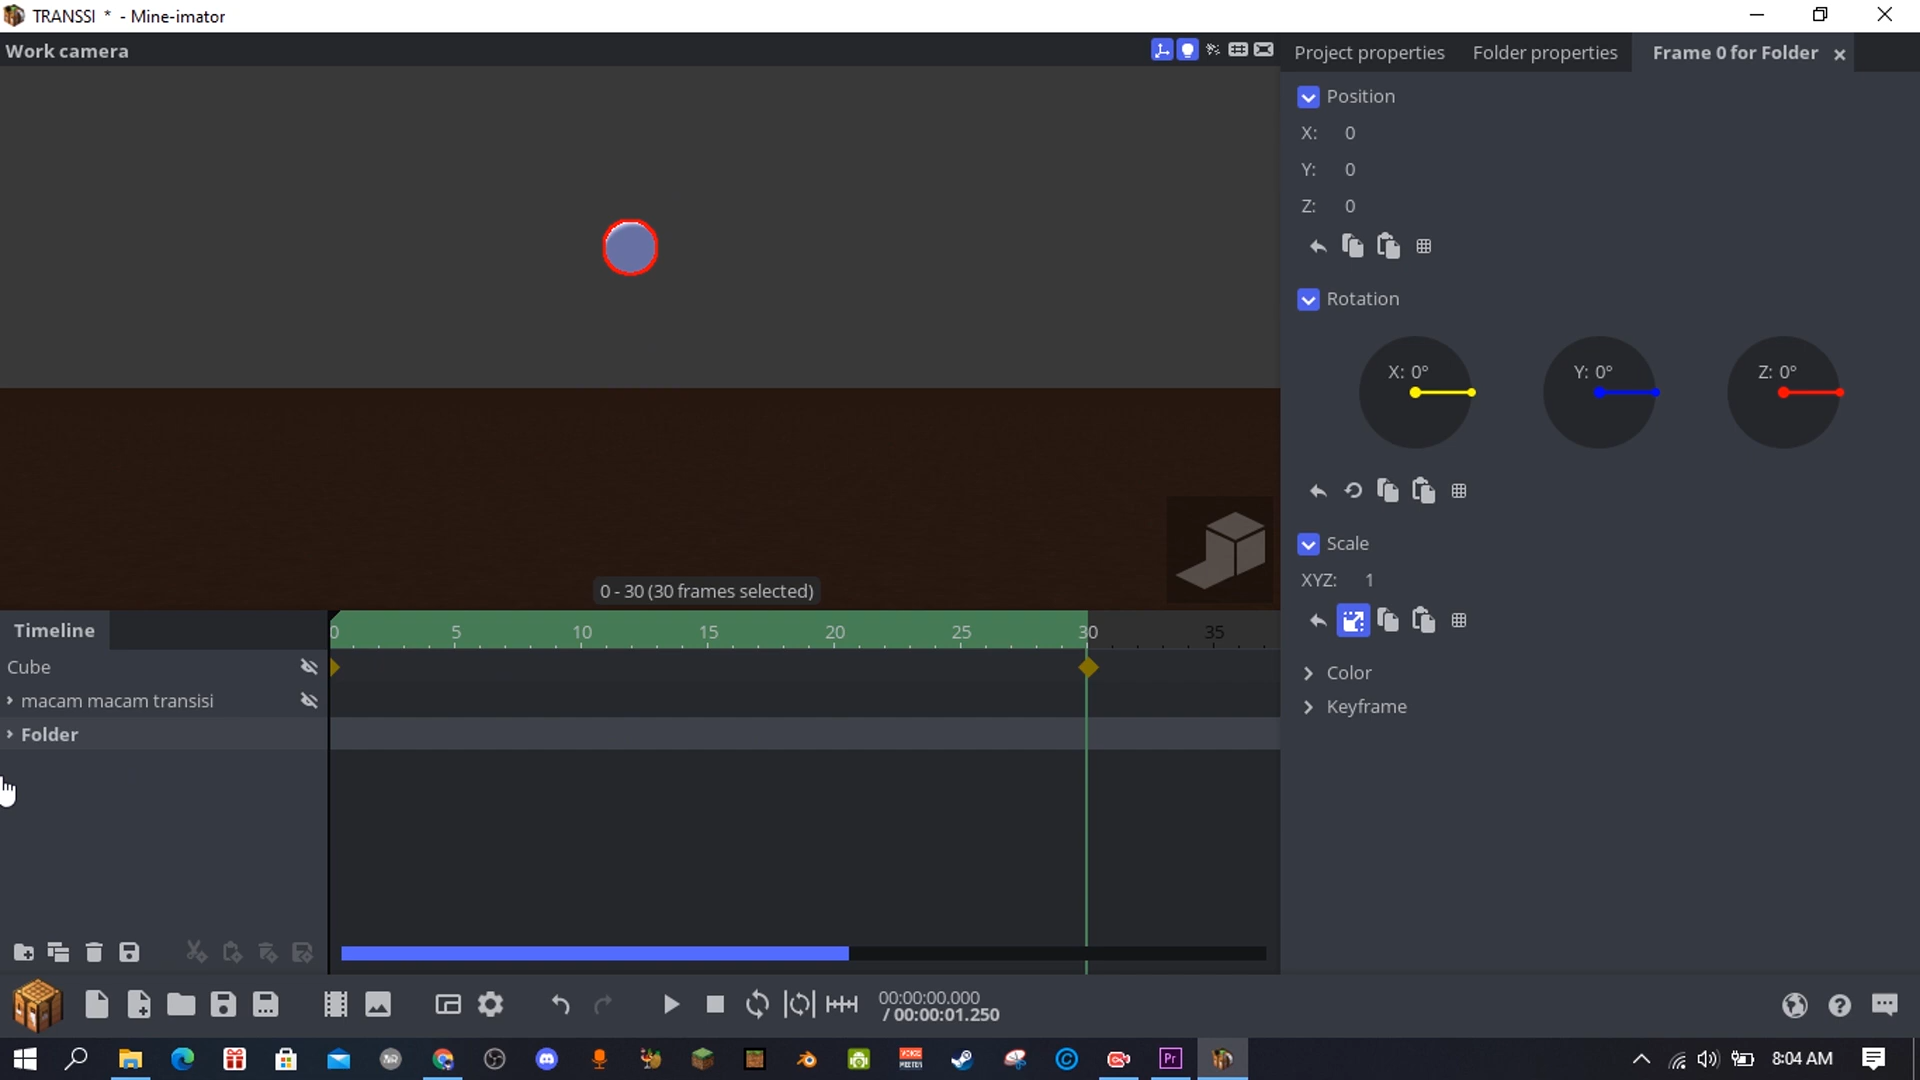 TRANSSI * - Mine-imator
Work camera
Project properties
Folder properties
Frame 0 for Folder
Position
X: 0
Y: 0
Z: 0
Rotation
X: 0°
Y: 0°
Z: 0°
Scale
XYZ: 1
Color
Keyframe
0 - 30 (30 frames selected)
Timeline
0 5 10 15 20 25 30 35
Cube
macam macam transisi
Folder
00:00:00.000
/ 00:00:01.250
Pr
8:04 AM